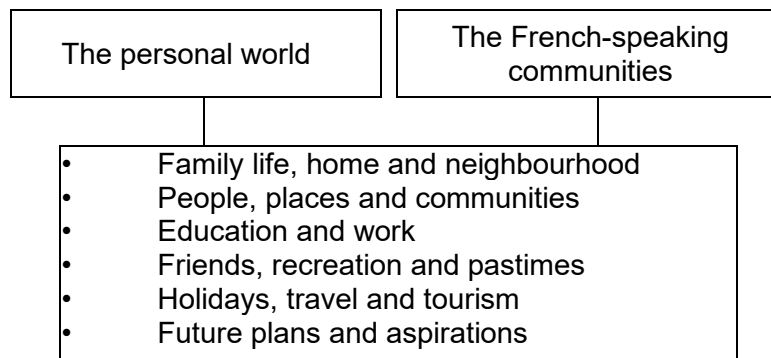 The personal world
The French-speaking
communities
• Family life, home and neighbourhood
• People, places and communities
• Education and work
• Friends, recreation and pastimes
• Holidays, travel and tourism
• Future plans and aspirations